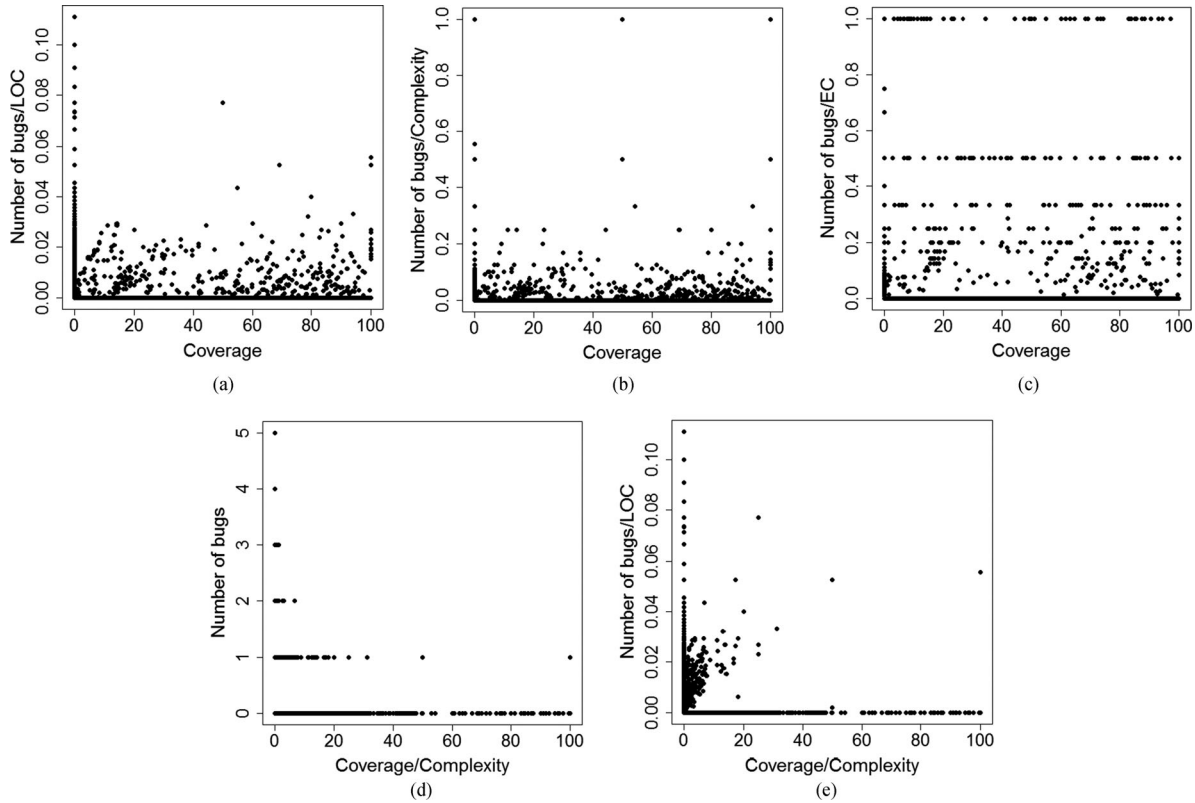 Number of bugs/LOC
0.00 0.02 0.04 0.06 0.08 0.10
0 20 40 60 80 100
Coverage
(a)
Number of bugs/Complexity
0.0 0.2 0.4 0.6 0.8 1.0
0 20 40 60 80 100
Coverage
(b)
Number of bugs/EC
0.0 0.2 0.4 0.6 0.8 1.0
0 20 40 60 80 100
Coverage
(c)
Number of bugs
0 1 2 3 4 5
0 20 40 60 80 100
Coverage/Complexity
(d)
Number of bugs/LOC
0.00 0.02 0.04 0.06 0.08 0.10
0 20 40 60 80 100
Coverage/Complexity
(e)